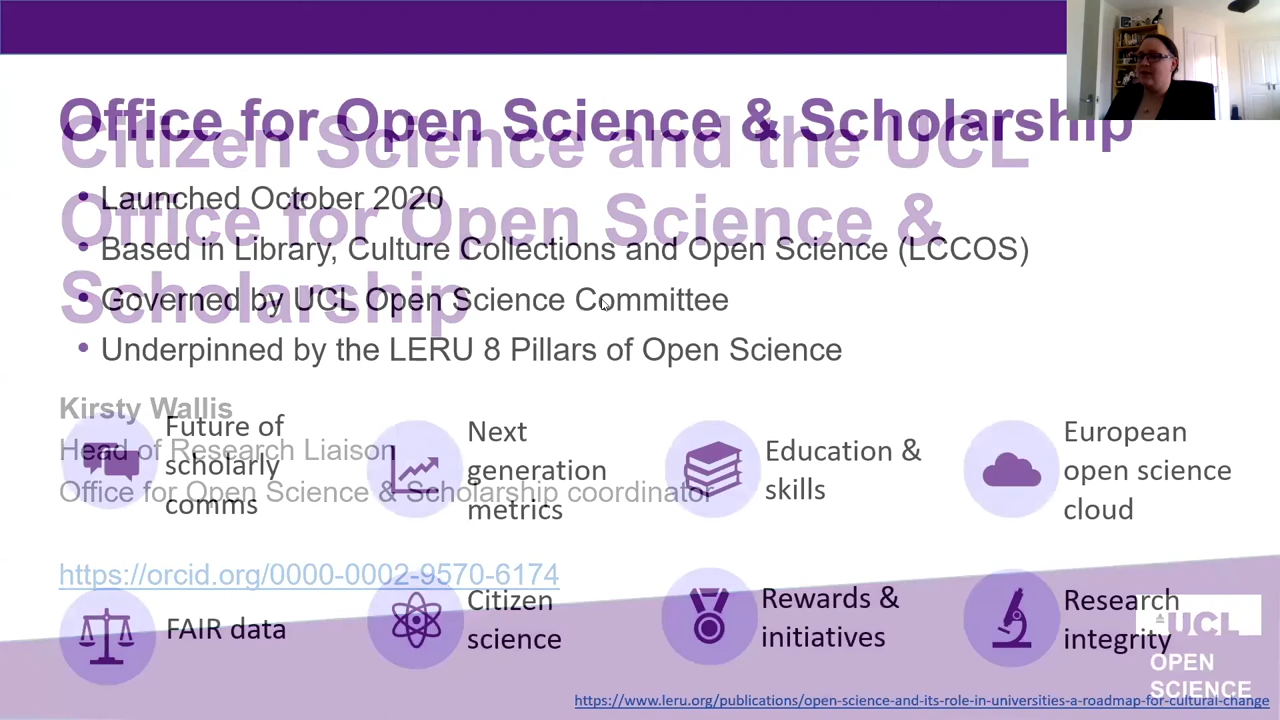 Office for Open Science & Scholarship
Citizen Science and the UCL
Office for Open Science &
Scholarship
• Launched October 2020
• Based in Library, Culture Collections and Open Science (LCCOS)
• Governed by UCL Open Science Committee
• Underpinned by the LERU 8 Pillars of Open Science
Kirsty Wallis
Head of Research Liaison
Office for Open Science & Scholarship coordinator
https://orcid.org/0000-0002-9570-6174
Future of
scholarly
comms
Next
generation
metrics
Education &
skills
European
open science
cloud
FAIR data
Citizen
science
Rewards &
initiatives
Research
integrity
UCL
OPEN
SCIENCE
https://www.leru.org/publications/open-science-and-its-role-in-universities-a-roadmap-for-cultural-change